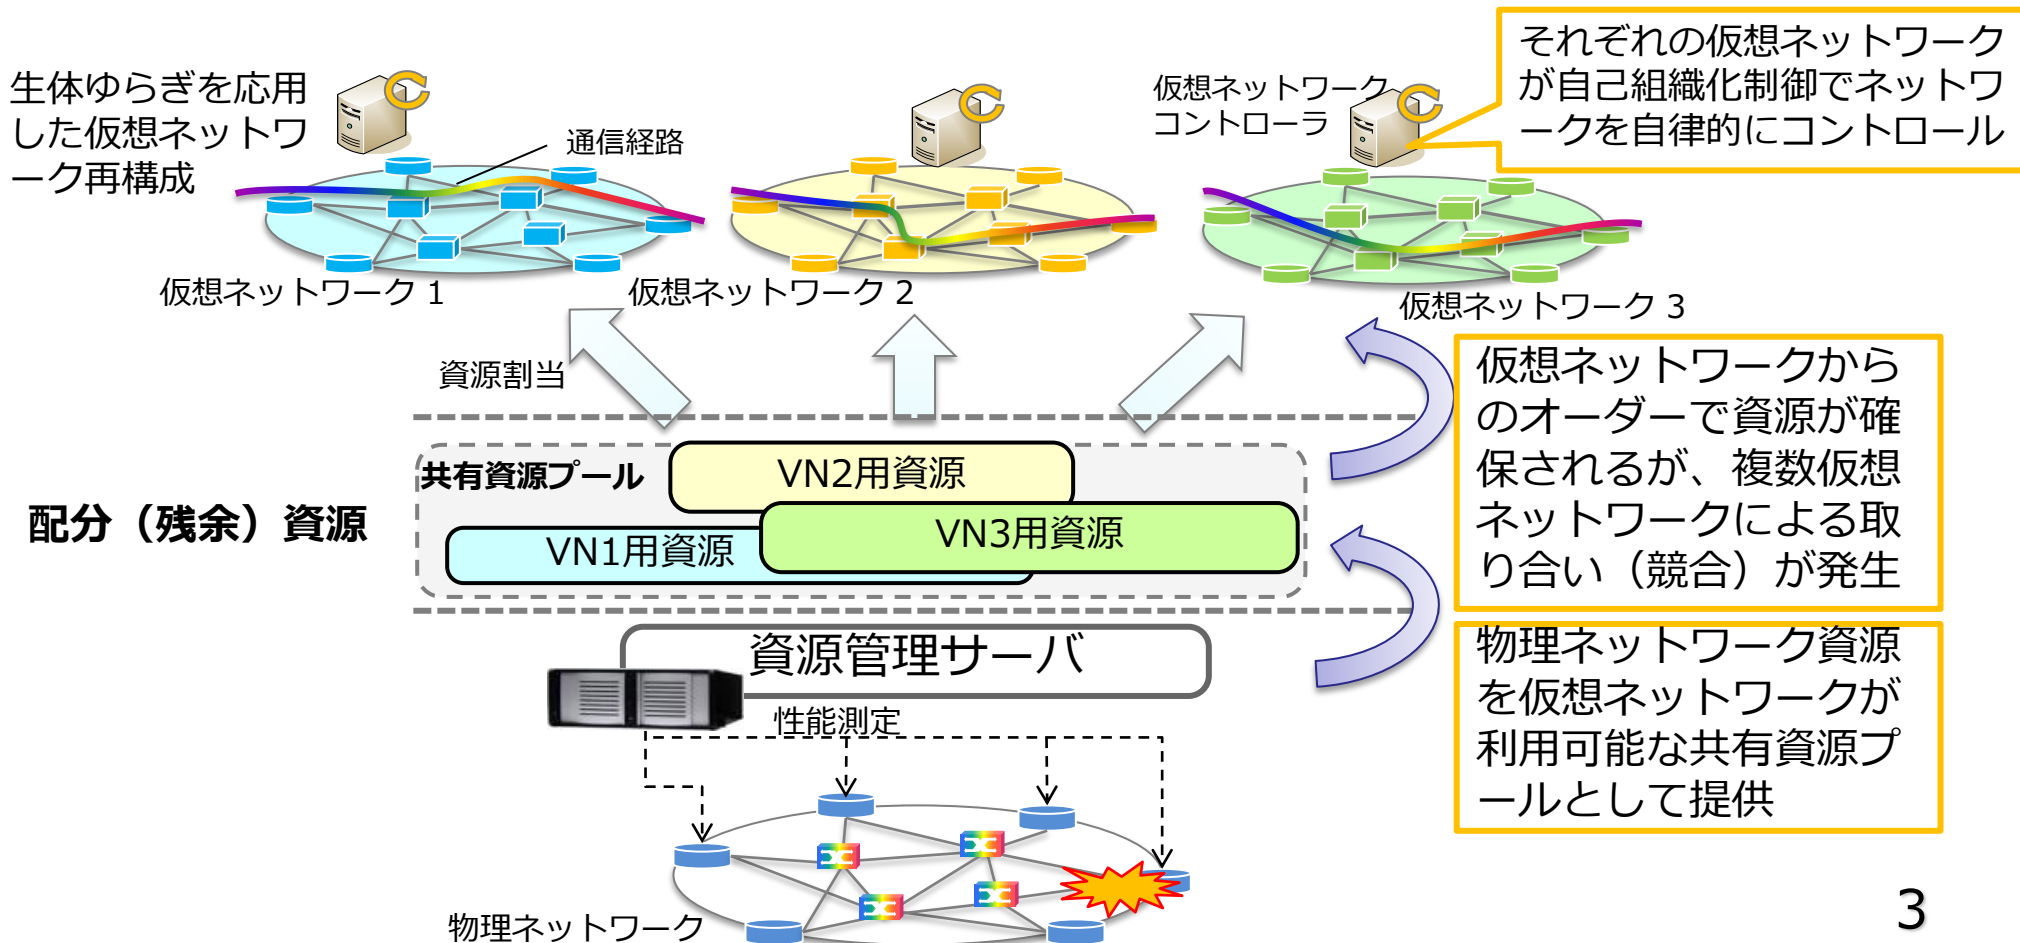 生体ゆらぎを応用
した仮想ネットワ
ーク再構成
通信経路
仮想ネットワーク
コントローラ
それぞれの仮想ネットワーク
が自己組織化制御でネットワ
ークを自律的にコントロール
仮想ネットワーク 1
仮想ネットワーク 2
仮想ネットワーク 3
資源割当
仮想ネットワークから
のオーダーで資源が確
保されるが、複数仮想
ネットワークによる取
り合い（競合）が発生
共有資源プール
VN2用資源
VN3用資源
VN1用資源
配分（残余）資源
資源管理サーバ
性能測定
物理ネットワーク資源
を仮想ネットワークが
利用可能な共有資源プ
ールとして提供
物理ネットワーク
3